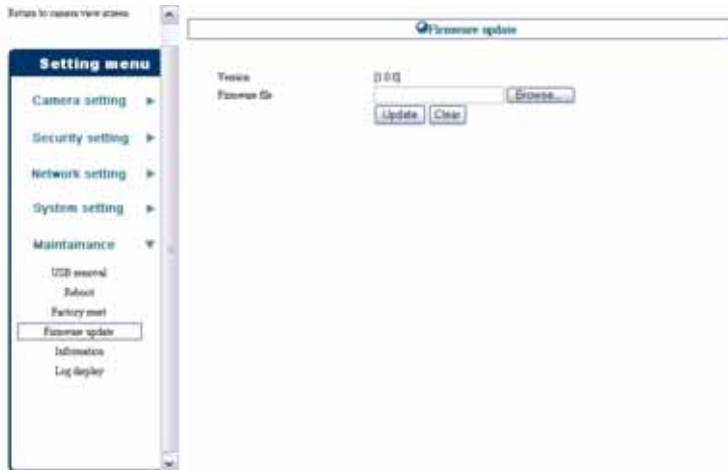 Return to camera view screen
Setting menu
Camera setting
Security setting
Network setting
System setting
Maintainance
USB removal
Reboot
Factory reset
Firmware update
Information
Log display
Firmware update
Version [1.0.0]
Firmware file Browse...
Update Clear